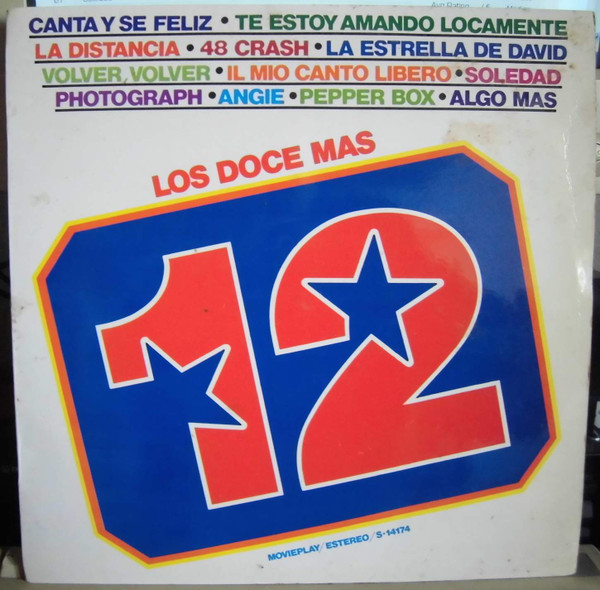 CANTA Y SE FELIZ • TE ESTOY AMANDO LOCAMENTE
LA DISTANCIA • 48 CRASH • LA ESTRELLA DE DAVID
VOLVER, VOLVER • IL MIO CANTO LIBERO • SOLEDAD
PHOTOGRAPH • ANGIE • PEPPER BOX • ALGO MAS
LOS DOCE MAS
12
MOVIEPLAY/ESTEREO/S-14174